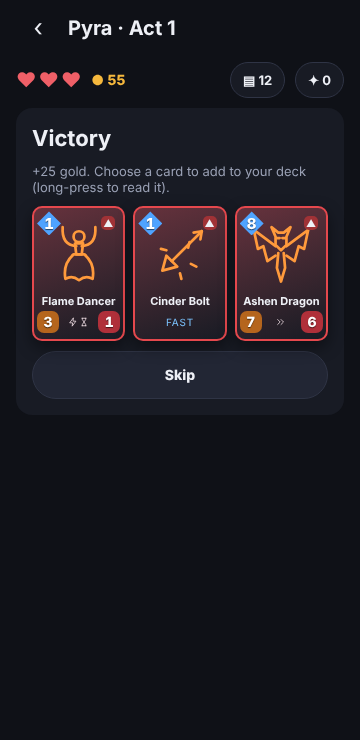 Pyra · Act 1
55
12
0
Victory
+25 gold. Choose a card to add to your deck
(long-press to read it).
1
1
8
Flame Dancer
Cinder Bolt
Ashen Dragon
3
1
FAST
7
6
Skip